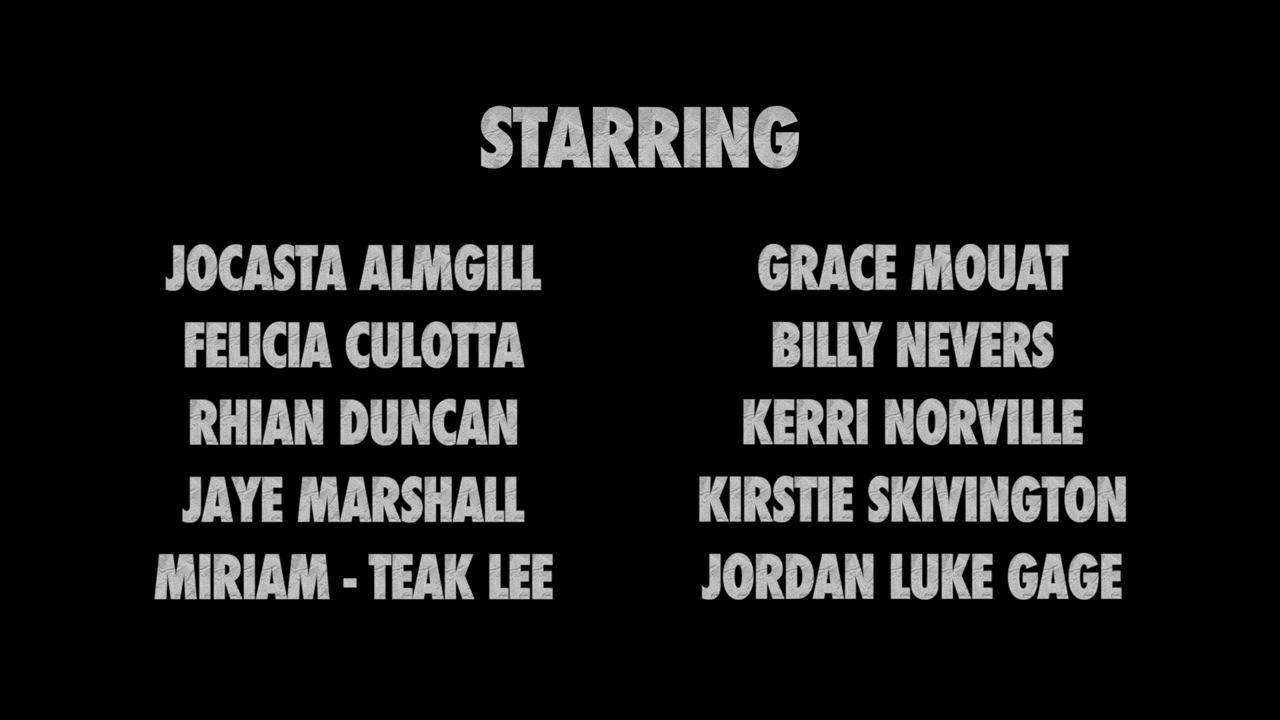 STARRING
JOCASTA ALMGILL
FELICIA CULOTTA
RHIAN DUNCAN
JAYE MARSHALL
MIRIAM - TEAK LEE
GRACE MOUAT
BILLY NEVERS
KERRI NORVILLE
KIRSTIE SKIVINGTON
JORDAN LUKE GAGE